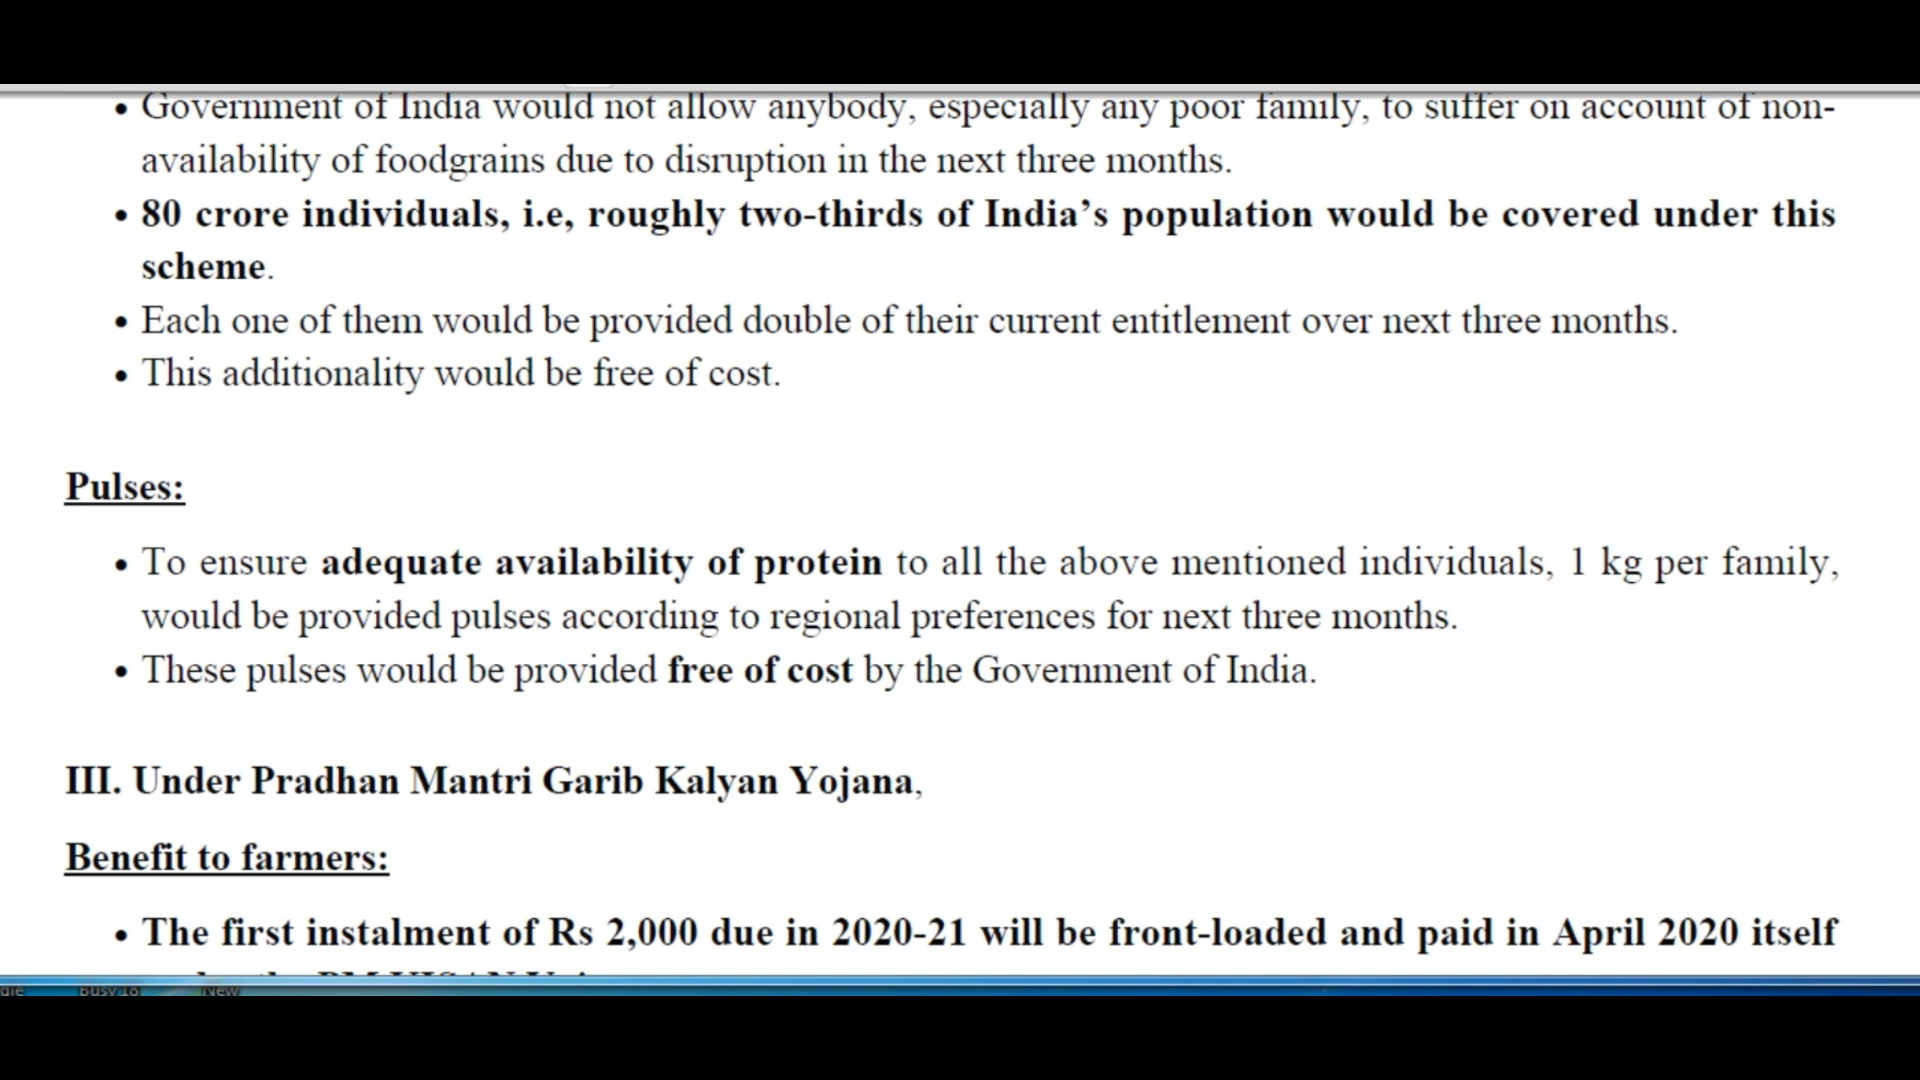 • Government of India would not allow anybody, especially any poor family, to suffer on account of non-
availability of foodgrains due to disruption in the next three months.
• 80 crore individuals, i.e, roughly two-thirds of India’s population would be covered under this
scheme.
• Each one of them would be provided double of their current entitlement over next three months.
• This additionality would be free of cost.
Pulses:
• To ensure adequate availability of protein to all the above mentioned individuals, 1 kg per family,
would be provided pulses according to regional preferences for next three months.
• These pulses would be provided free of cost by the Government of India.
III. Under Pradhan Mantri Garib Kalyan Yojana,
Benefit to farmers:
• The first instalment of Rs 2,000 due in 2020-21 will be front-loaded and paid in April 2020 itself
Busy 18 New